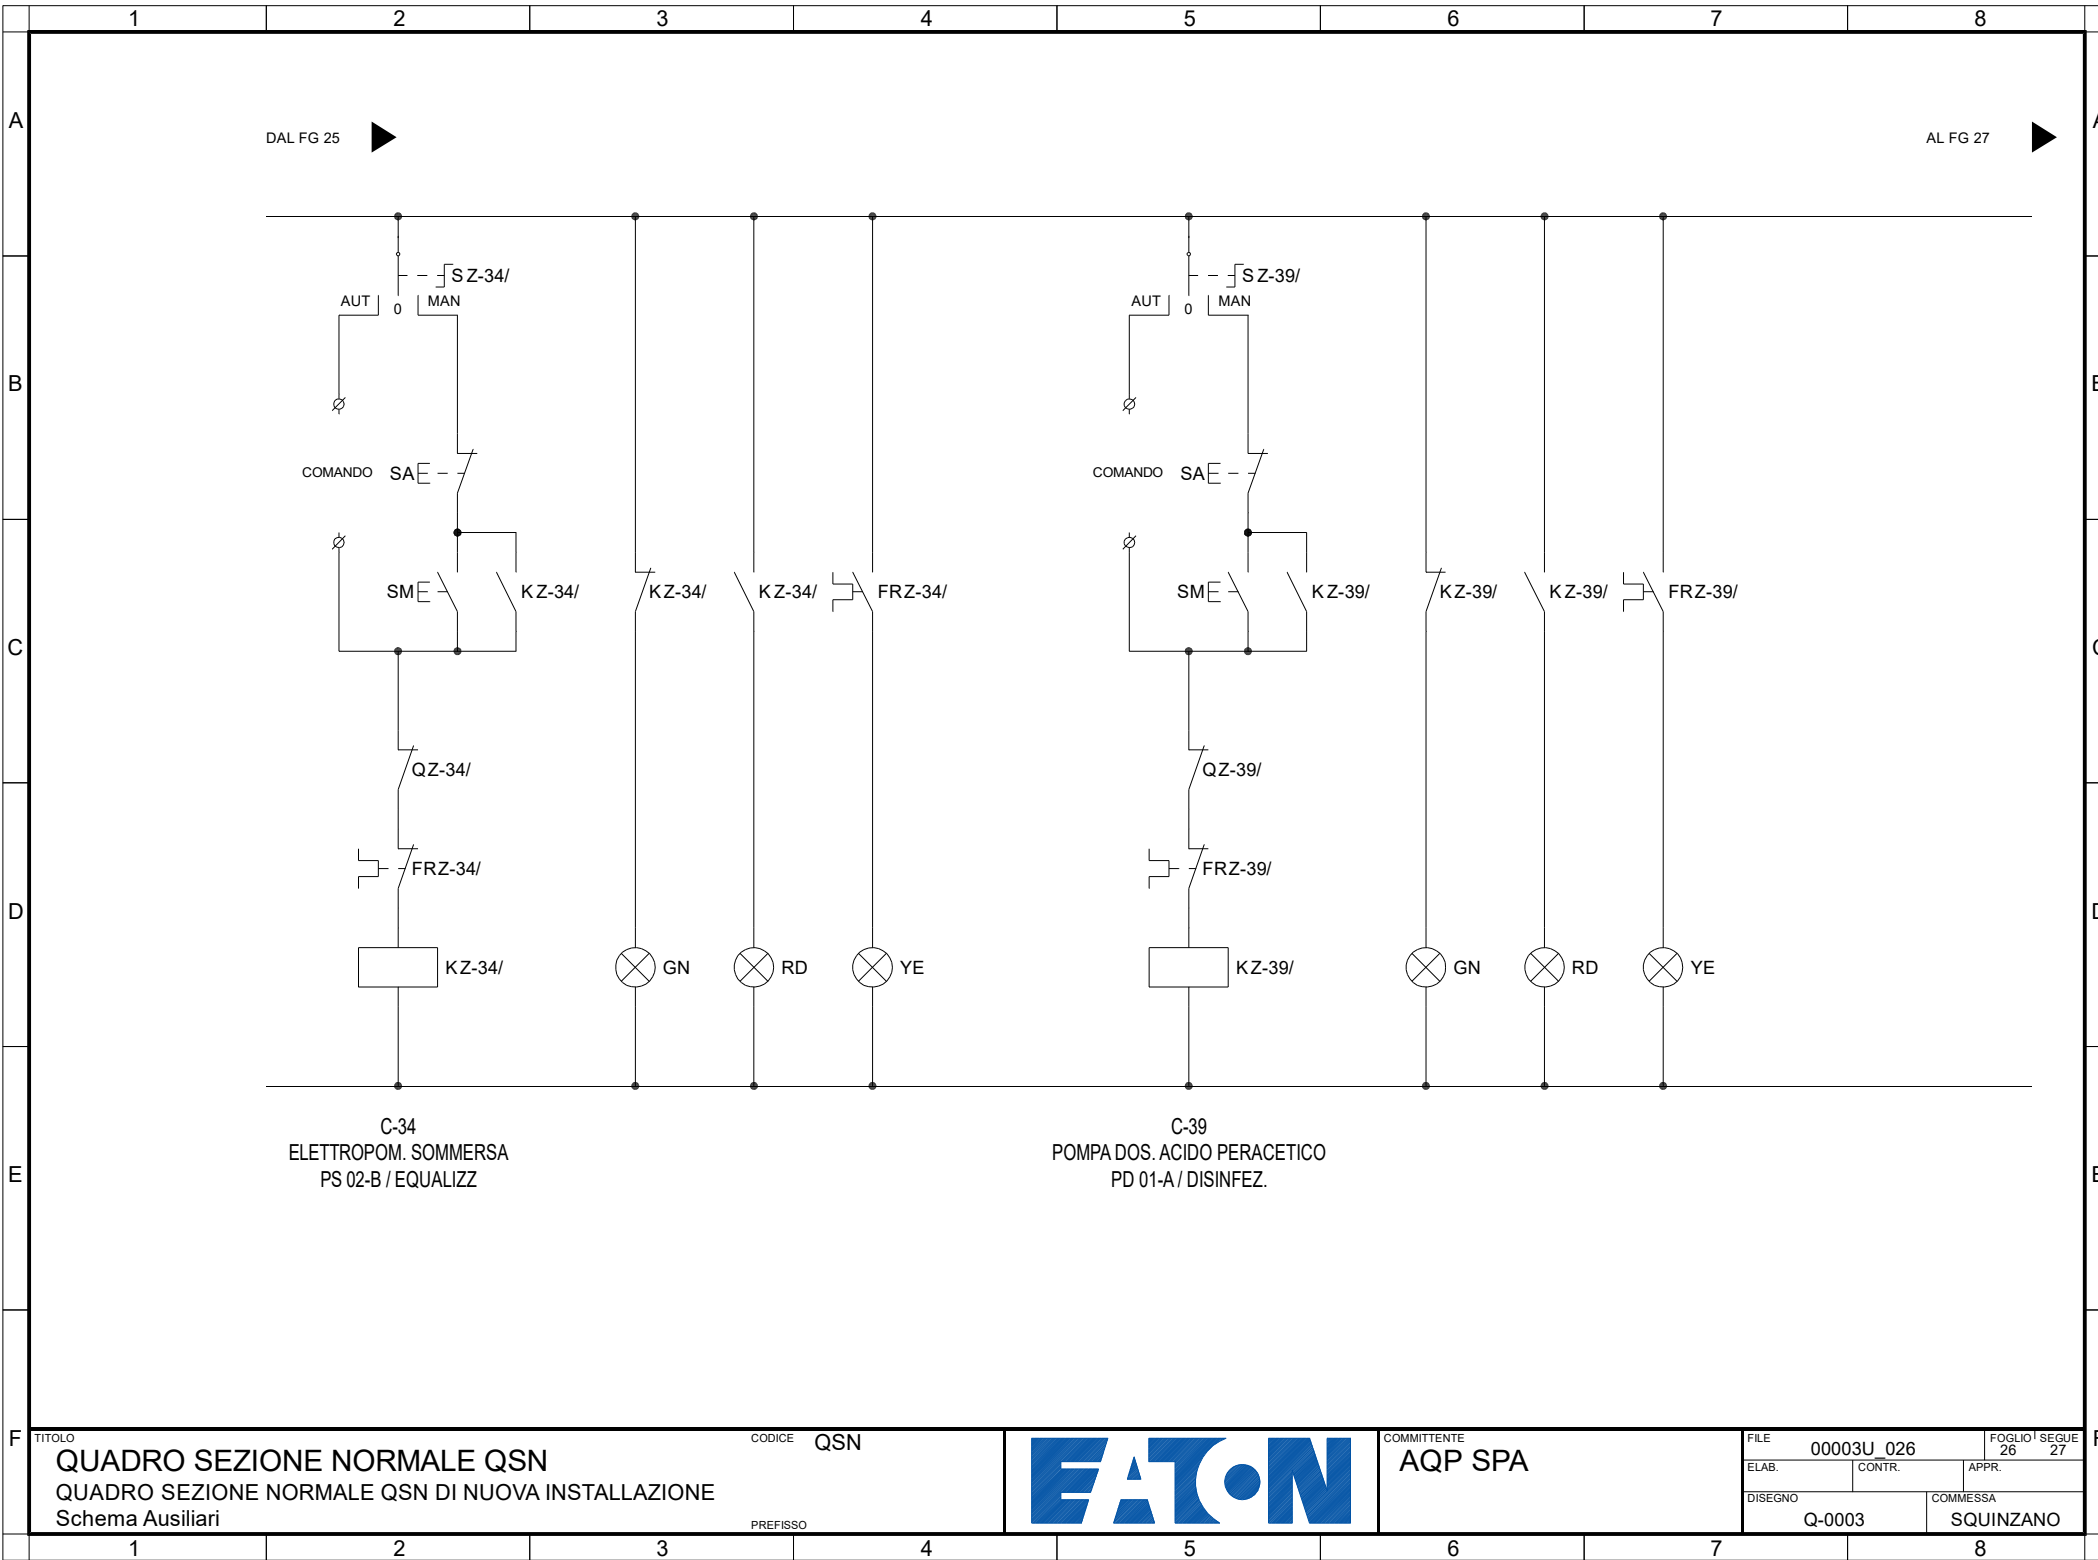 1 2 3 4 5 6 7 8
A
DAL FG 25
AL FG 27
SZ-34/
AUT 0 MAN
SZ-39/
AUT 0 MAN
B
COMANDO SA
COMANDO SA
SM KZ-34/ KZ-34/ KZ-34/ FRZ-34/
SM KZ-39/ KZ-39/ KZ-39/ FRZ-39/
C
QZ-34/
QZ-39/
FRZ-34/
FRZ-39/
D
KZ-34/ GN RD YE
KZ-39/ GN RD YE
C-34
ELETTROPOM. SOMMERSA
PS 02-B / EQUALIZZ
C-39
POMPA DOS. ACIDO PERACETICO
PD 01-A / DISINFEZ.
E
F
TITOLO
QUADRO SEZIONE NORMALE QSN
QUADRO SEZIONE NORMALE QSN DI NUOVA INSTALLAZIONE
Schema Ausiliari
CODICE QSN
PREFISSO
EATON
COMMITTENTE
AQP SPA
FILE
00003U_026
FOGLIO SEGUE
26 27
ELAB. CONTR. APPR.
DISEGNO
Q-0003
COMMESSA
SQUINZANO
1 2 3 4 5 6 7 8